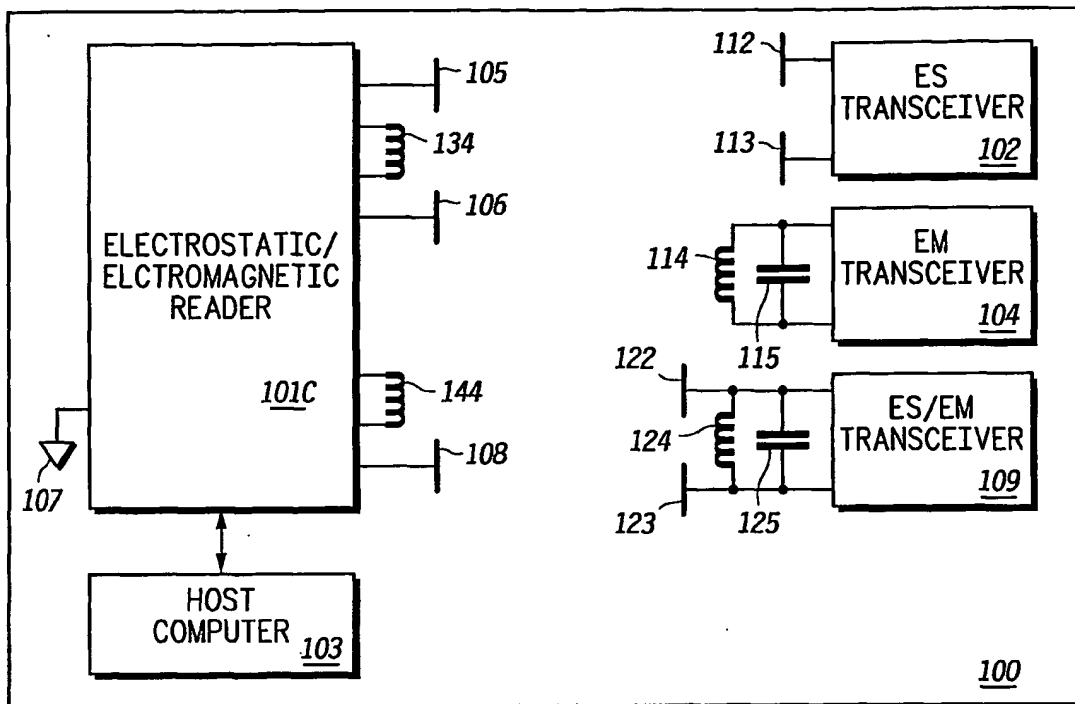 105
134
106
ELECTROSTATIC/
ELCTROMAGNETIC
READER
101C
144
108
107
HOST
COMPUTER
103
112
113
ES
TRANSCEIVER
102
114
115
EM
TRANSCEIVER
104
122
124
123
125
ES/EM
TRANSCEIVER
109
100